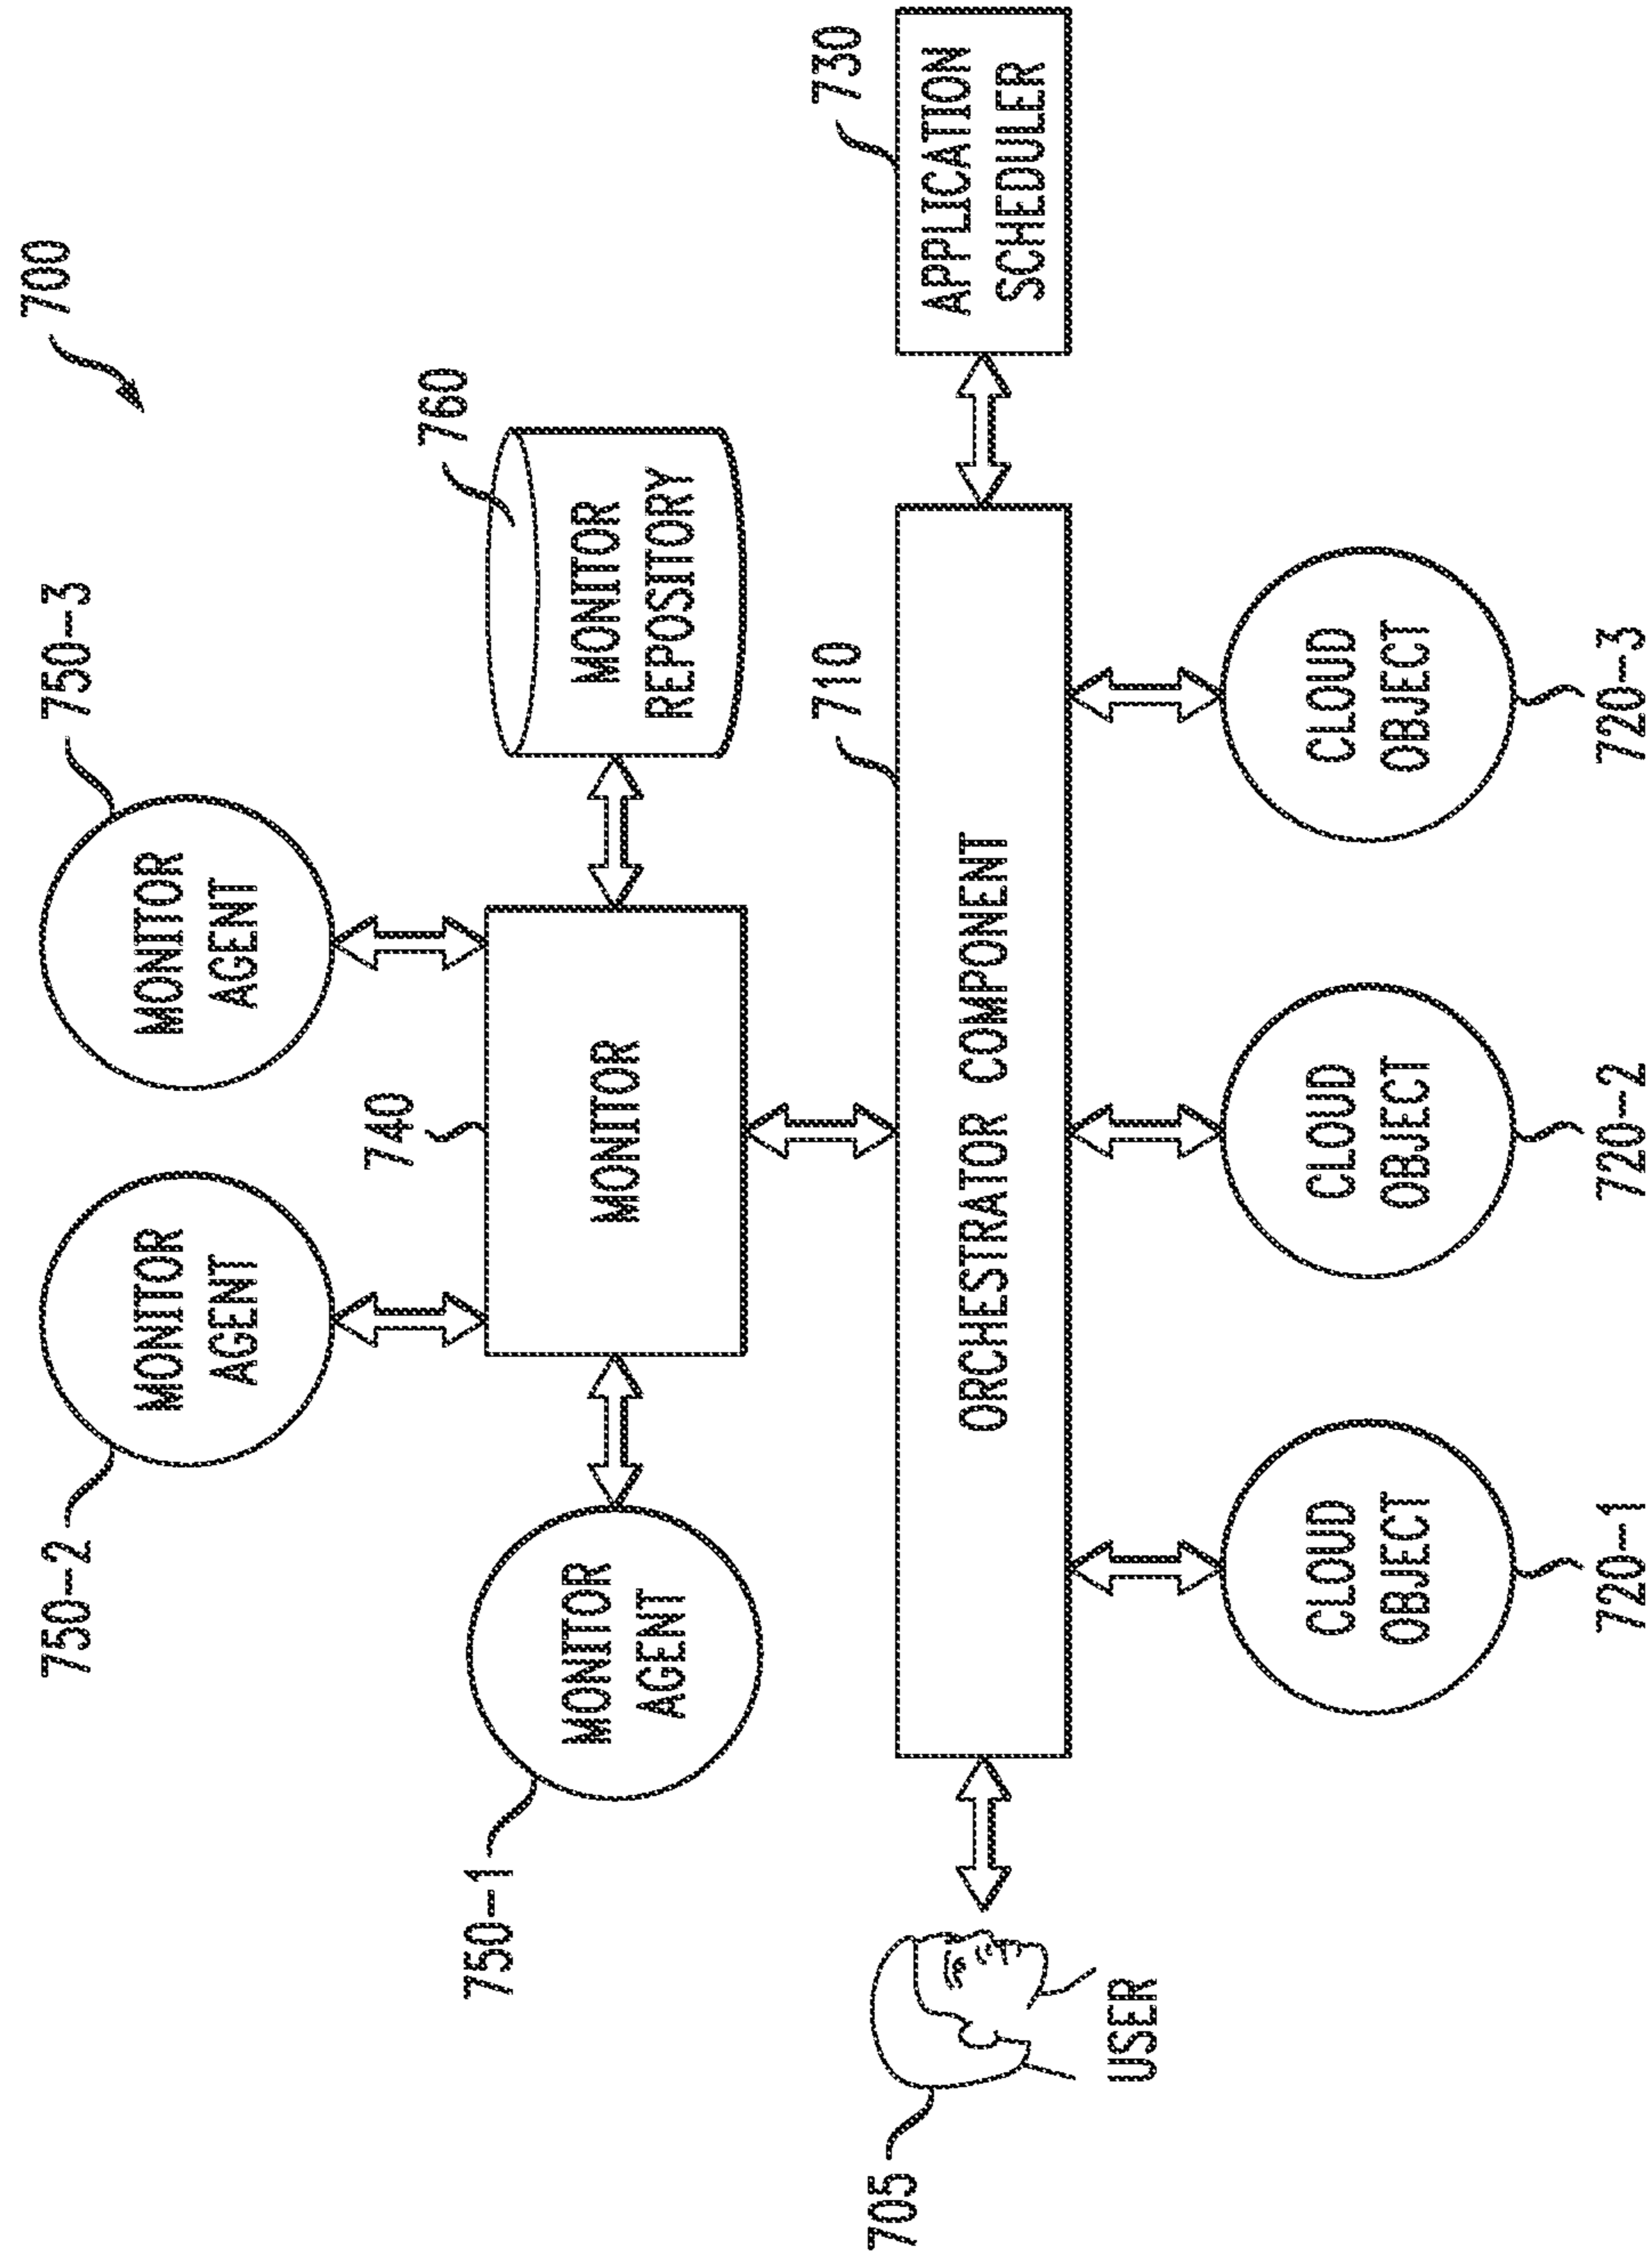 700
750-2
750-3
MONITOR
AGENT
MONITOR
AGENT
740
760
750-1
MONITOR
AGENT
MONITOR
MONITOR
REPOSITORY
705
USER
710
730
ORCHESTRATOR COMPONENT
APPLICATION
SCHEDULER
CLOUD
OBJECT
CLOUD
OBJECT
CLOUD
OBJECT
720-1
720-2
720-3